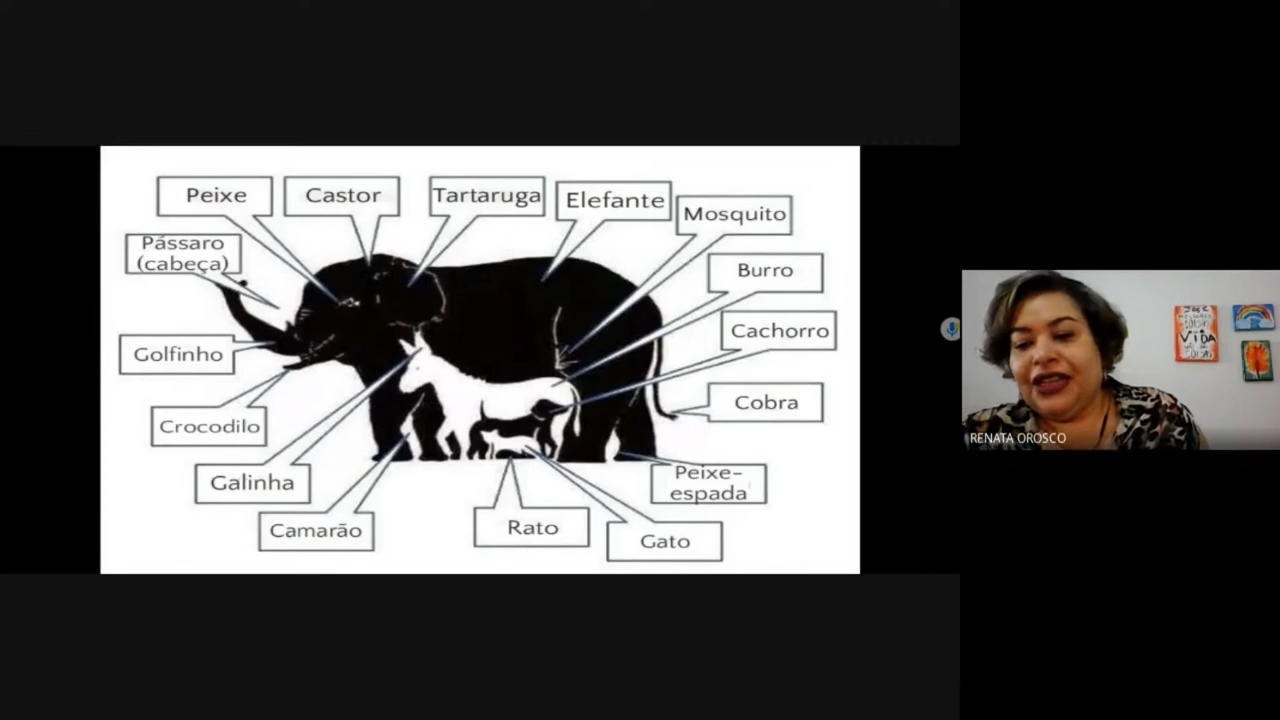 Peixe
Castor
Tartaruga
Elefante
Mosquito
Pássaro
(cabeça)
Burro
Golfinho
Cachorro
Crocodilo
Cobra
Galinha
Peixe-
espada
Camarão
Rato
Gato
VIDA
RENATA OROSCO